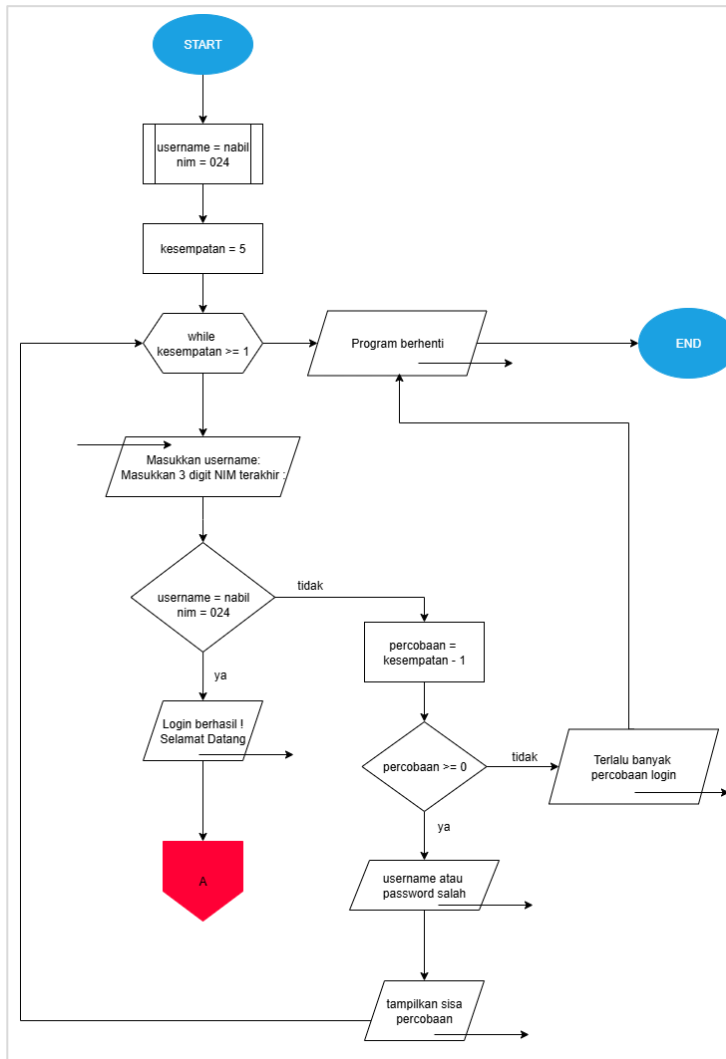 START
username = nabil
nim = 024
kesempatan = 5
while
kesempatan >= 1
Program berhenti
END
Masukkan username:
Masukkan 3 digit NIM terakhir :
username = nabil
nim = 024
tidak
ya
percobaan =
kesempatan - 1
Login berhasil !
Selamat Datang
percobaan >= 0
tidak
Terlalu banyak
percobaan login
ya
A
username atau
password salah
tampilkan sisa
percobaan